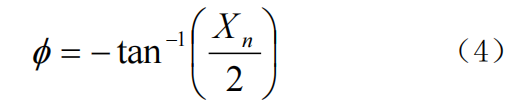 ϕ = −tan⁻¹(Xₙ/2) （4）